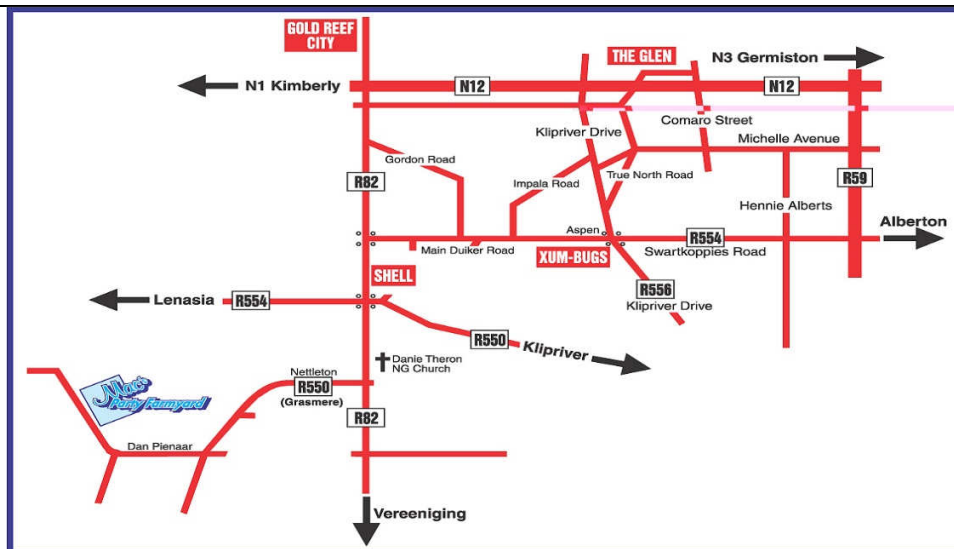 GOLD REEF
CITY
THE GLEN
N3 Germiston
N1 Kimberly
N12
N12
Comaro Street
Klipriver Drive
Michelle Avenue
Gordon Road
True North Road
R82
Impala Road
R59
Hennie Alberts
Alberton
Aspen
R554
Main Duiker Road
XUM-BUGS
Swartkoppies Road
SHELL
R556
Lenasia
R554
Klipriver Drive
R550
Klipriver
Danie Theron
NG Church
Nettleton
R550
(Grasmere)
Mac's
Party Farmyard
R82
Dan Pienaar
Vereeniging